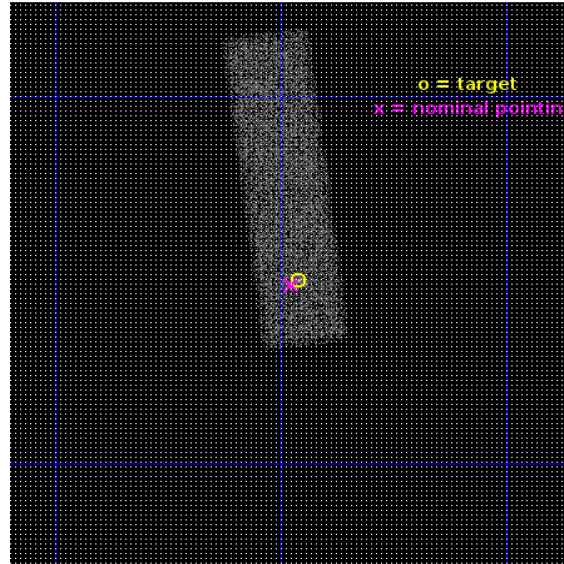 o = target
x = nominal pointin